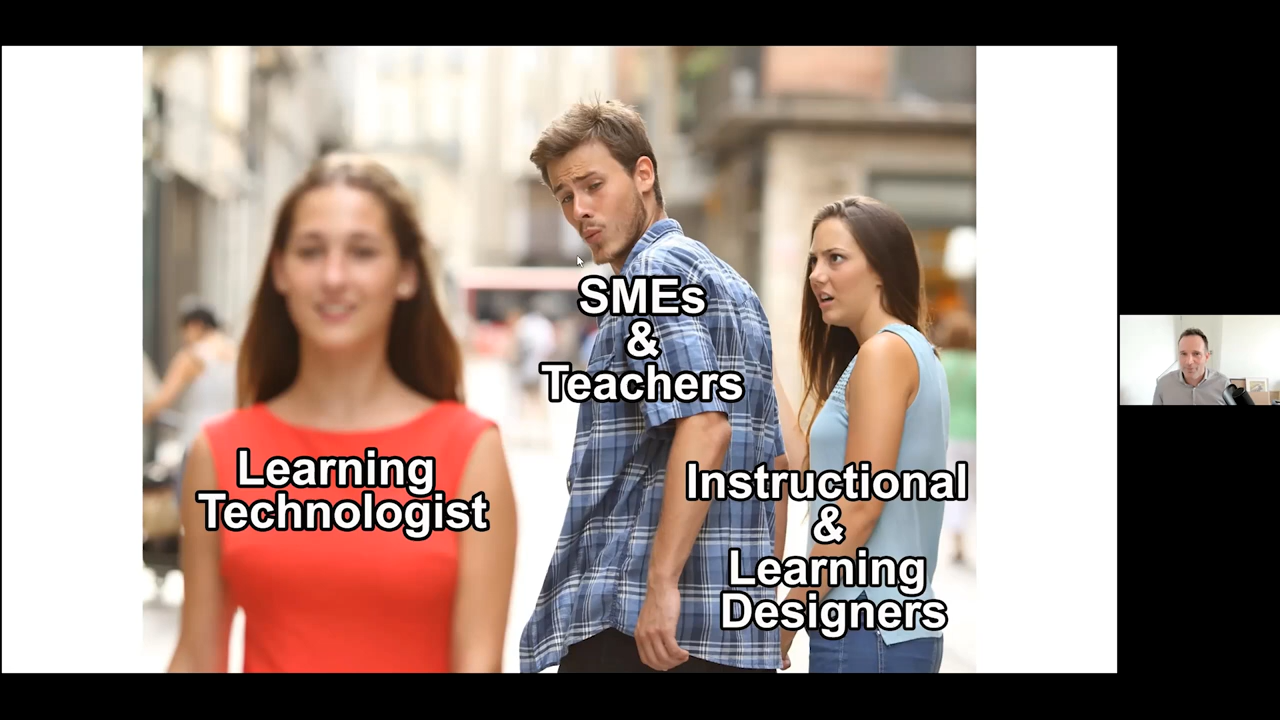 SMEs
&
Teachers
Learning
Technologist
Instructional
&
Learning
Designers